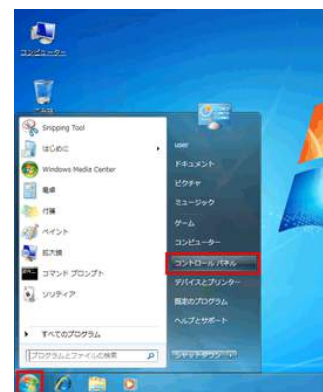 コンピューター
ごみ箱
Snipping Tool
はじめに
Windows Media Center
電卓
付箋
ペイント
拡大鏡
コマンド プロンプト
ソリティア
すべてのプログラム
プログラムとファイルの検索
user
ドキュメント
ピクチャ
ミュージック
ゲーム
コンピューター
コントロール パネル
デバイスとプリンター
既定のプログラム
ヘルプとサポート
シャットダウン